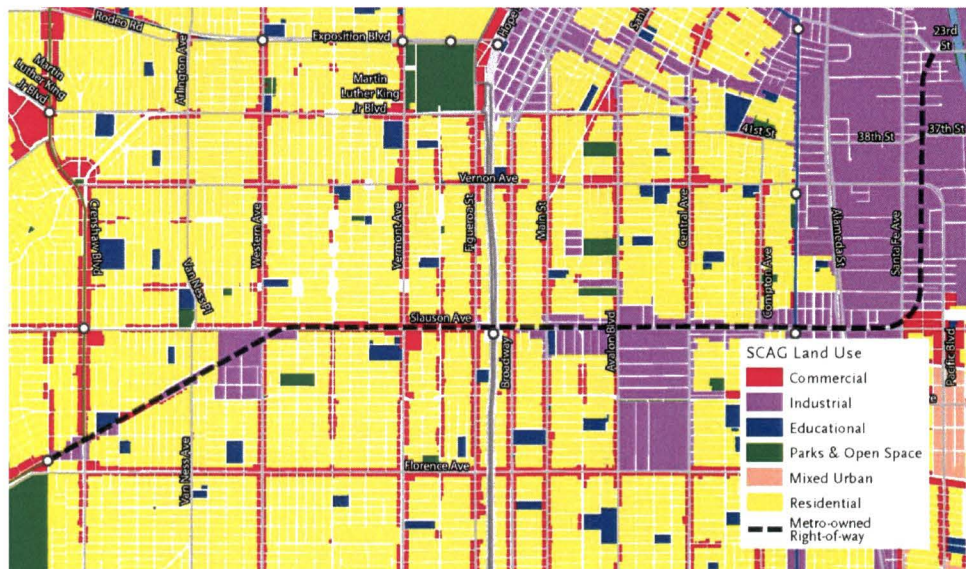 Rodeo Rd
Exposition Blvd
Hope
San
23rd
St
Arlington Ave
Martin
Luther King
Jr Blvd
Martin
Luther King
Jr Blvd
41st St
38th St
37th St
Vernon Ave
Crenshaw Blvd
Van Ness Pl
Western Ave
Vermont Ave
Figueroa St
Main St
Central Ave
Compton Ave
Alameda St
Santa Fe Ave
Slauson Ave
Broadway
Avalon Blvd
Pacific Blvd
Van Ness Ave
Florence Ave
SCAG Land Use
Commercial
Industrial
Educational
Parks & Open Space
Mixed Urban
Residential
Metro-owned
Right-of-way